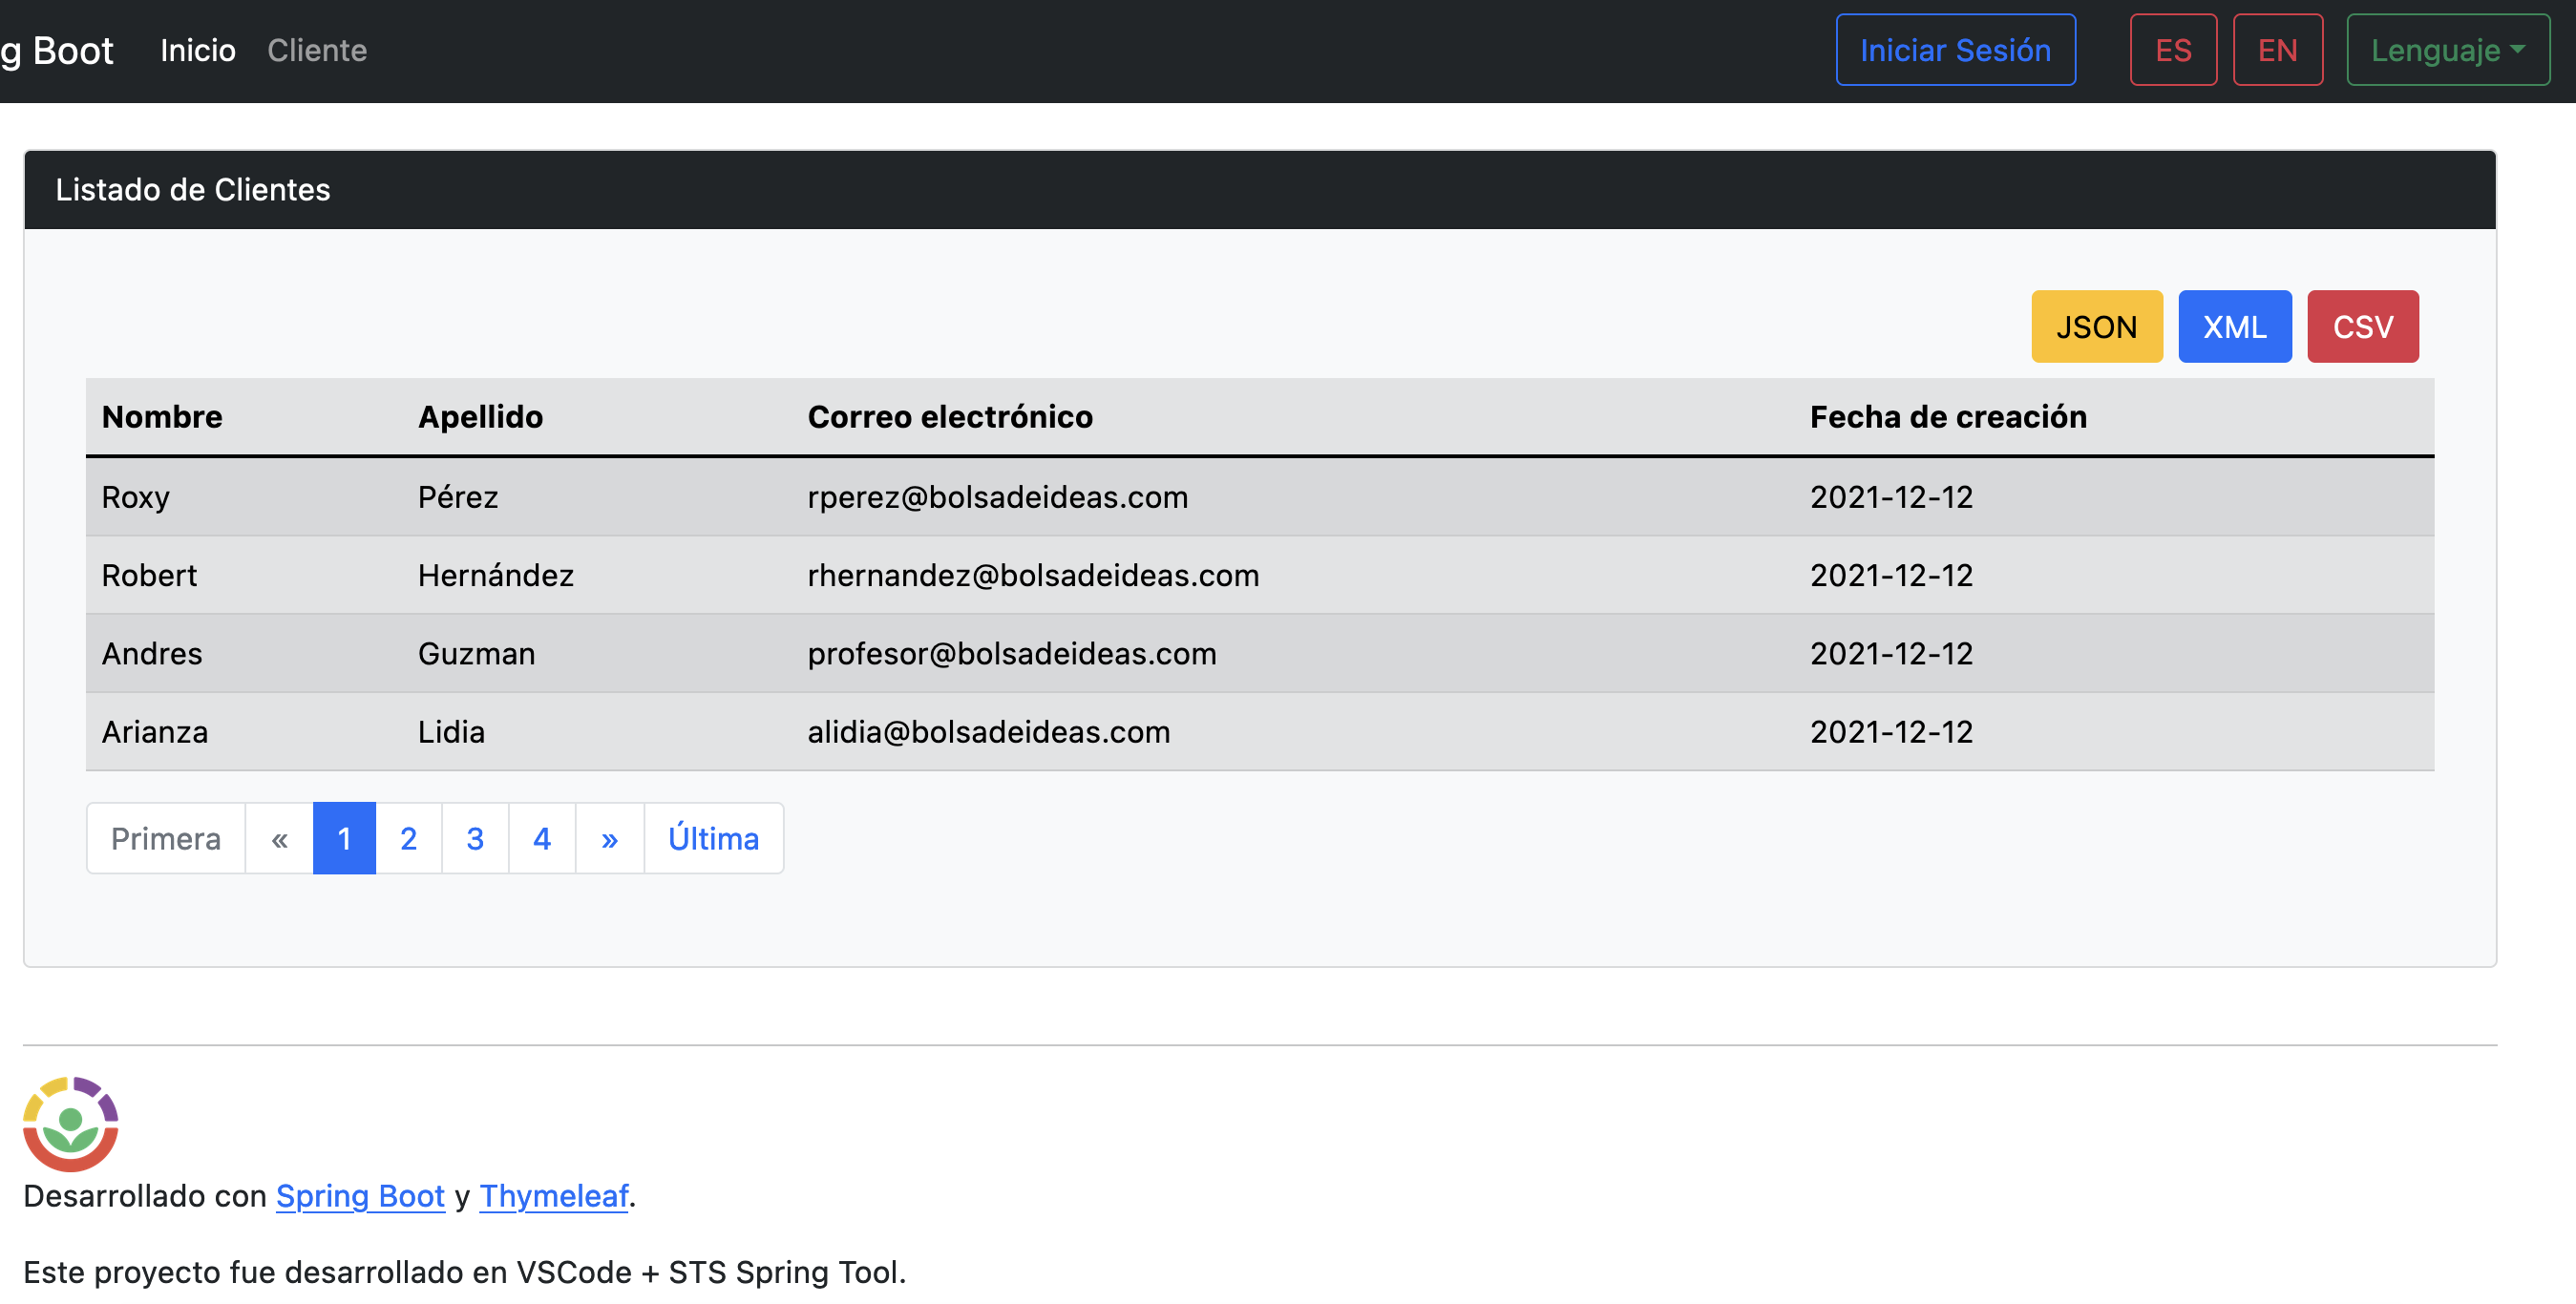 g Boot Inicio Cliente Iniciar Sesión ES EN Lenguaje
Listado de Clientes
JSON XML CSV
Nombre Apellido Correo electrónico Fecha de creación
Roxy Pérez rperez@bolsadeideas.com 2021-12-12
Robert Hernández rhernandez@bolsadeideas.com 2021-12-12
Andres Guzman profesor@bolsadeideas.com 2021-12-12
Arianza Lidia alidia@bolsadeideas.com 2021-12-12
Primera « 1 2 3 4 » Última
Desarrollado con Spring Boot y Thymeleaf.
Este proyecto fue desarrollado en VSCode + STS Spring Tool.